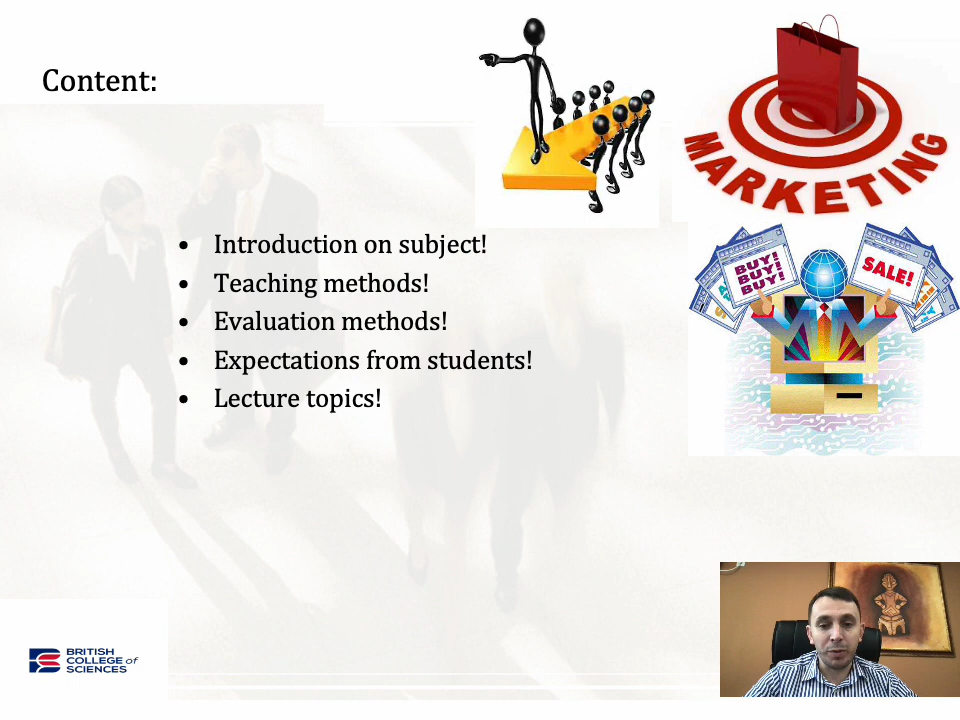 Content:
MARKETING
• Introduction on subject!
• Teaching methods!
• Evaluation methods!
• Expectations from students!
• Lecture topics!
BUY!
BUY!
BUY!
SALE!
BRITISH
COLLEGE of
SCIENCES